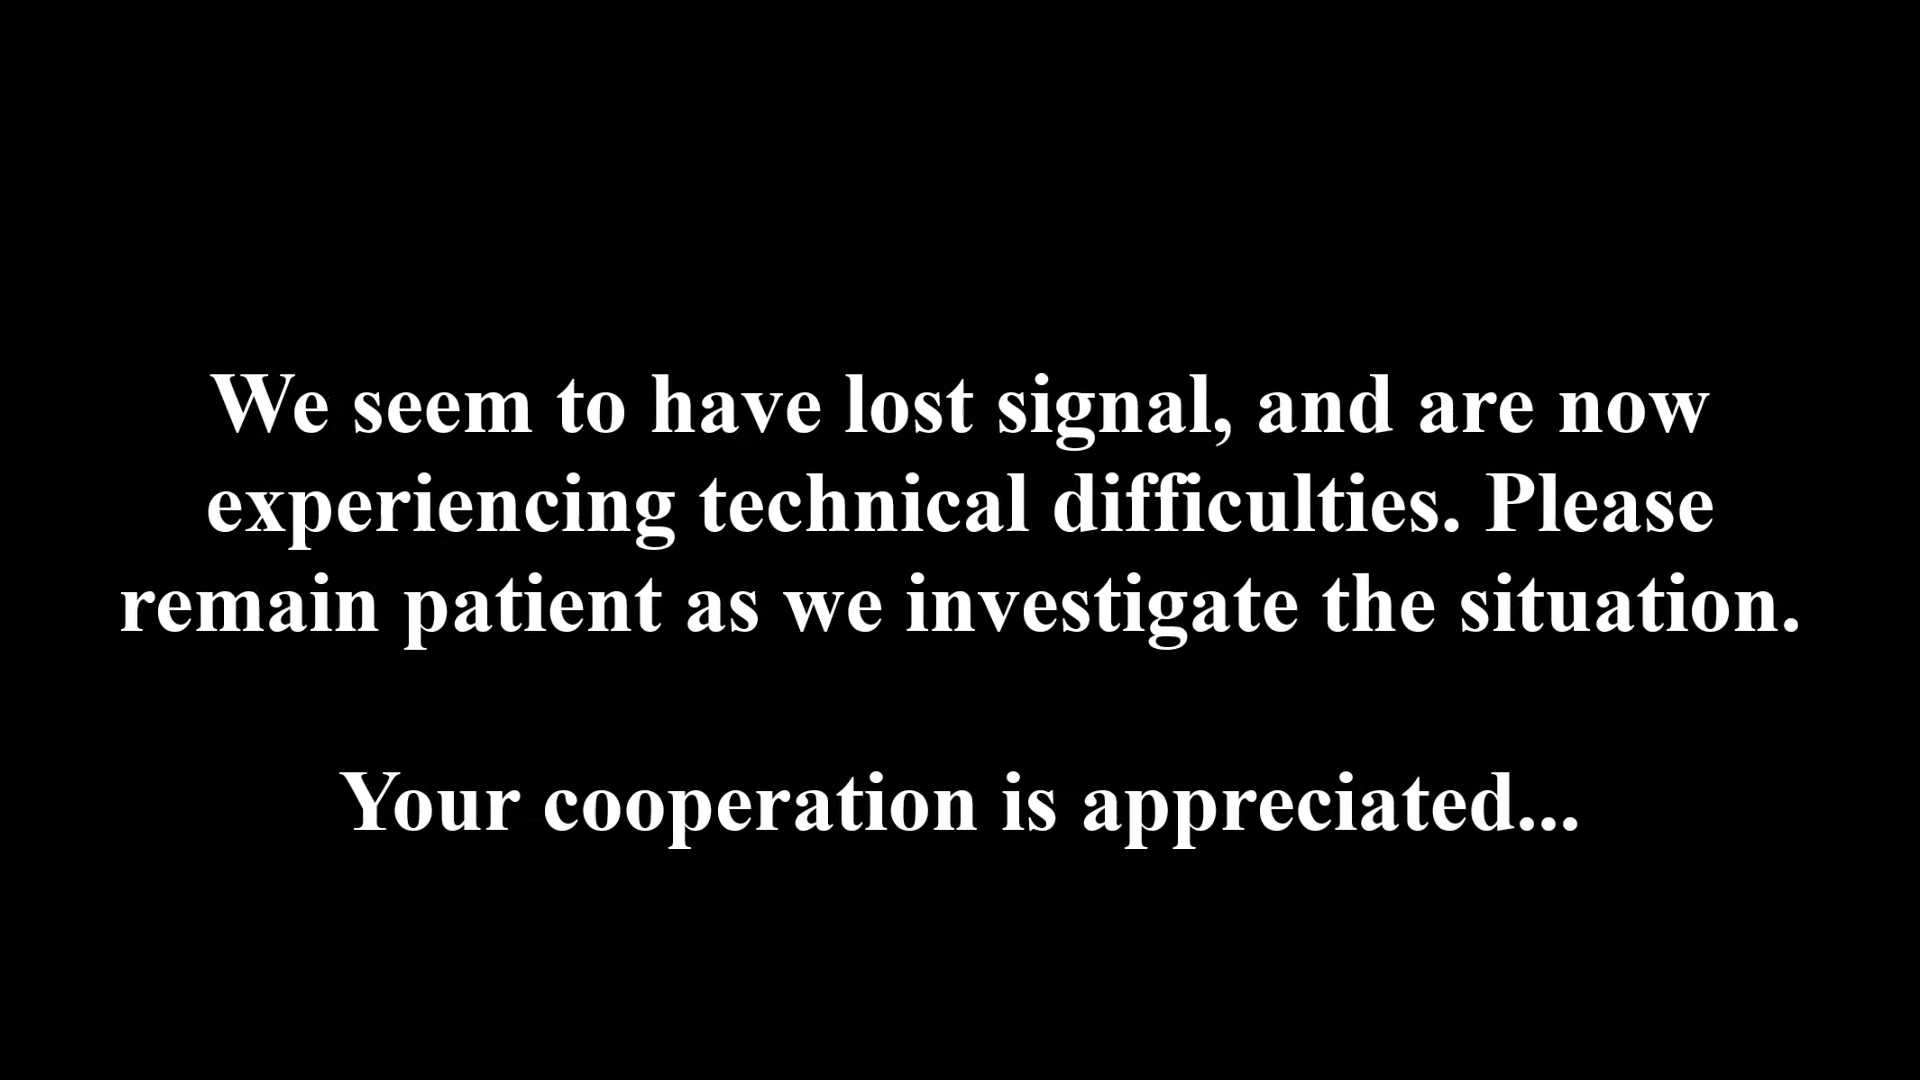 We seem to have lost signal, and are now
experiencing technical difficulties. Please
remain patient as we investigate the situation.
Your cooperation is appreciated...